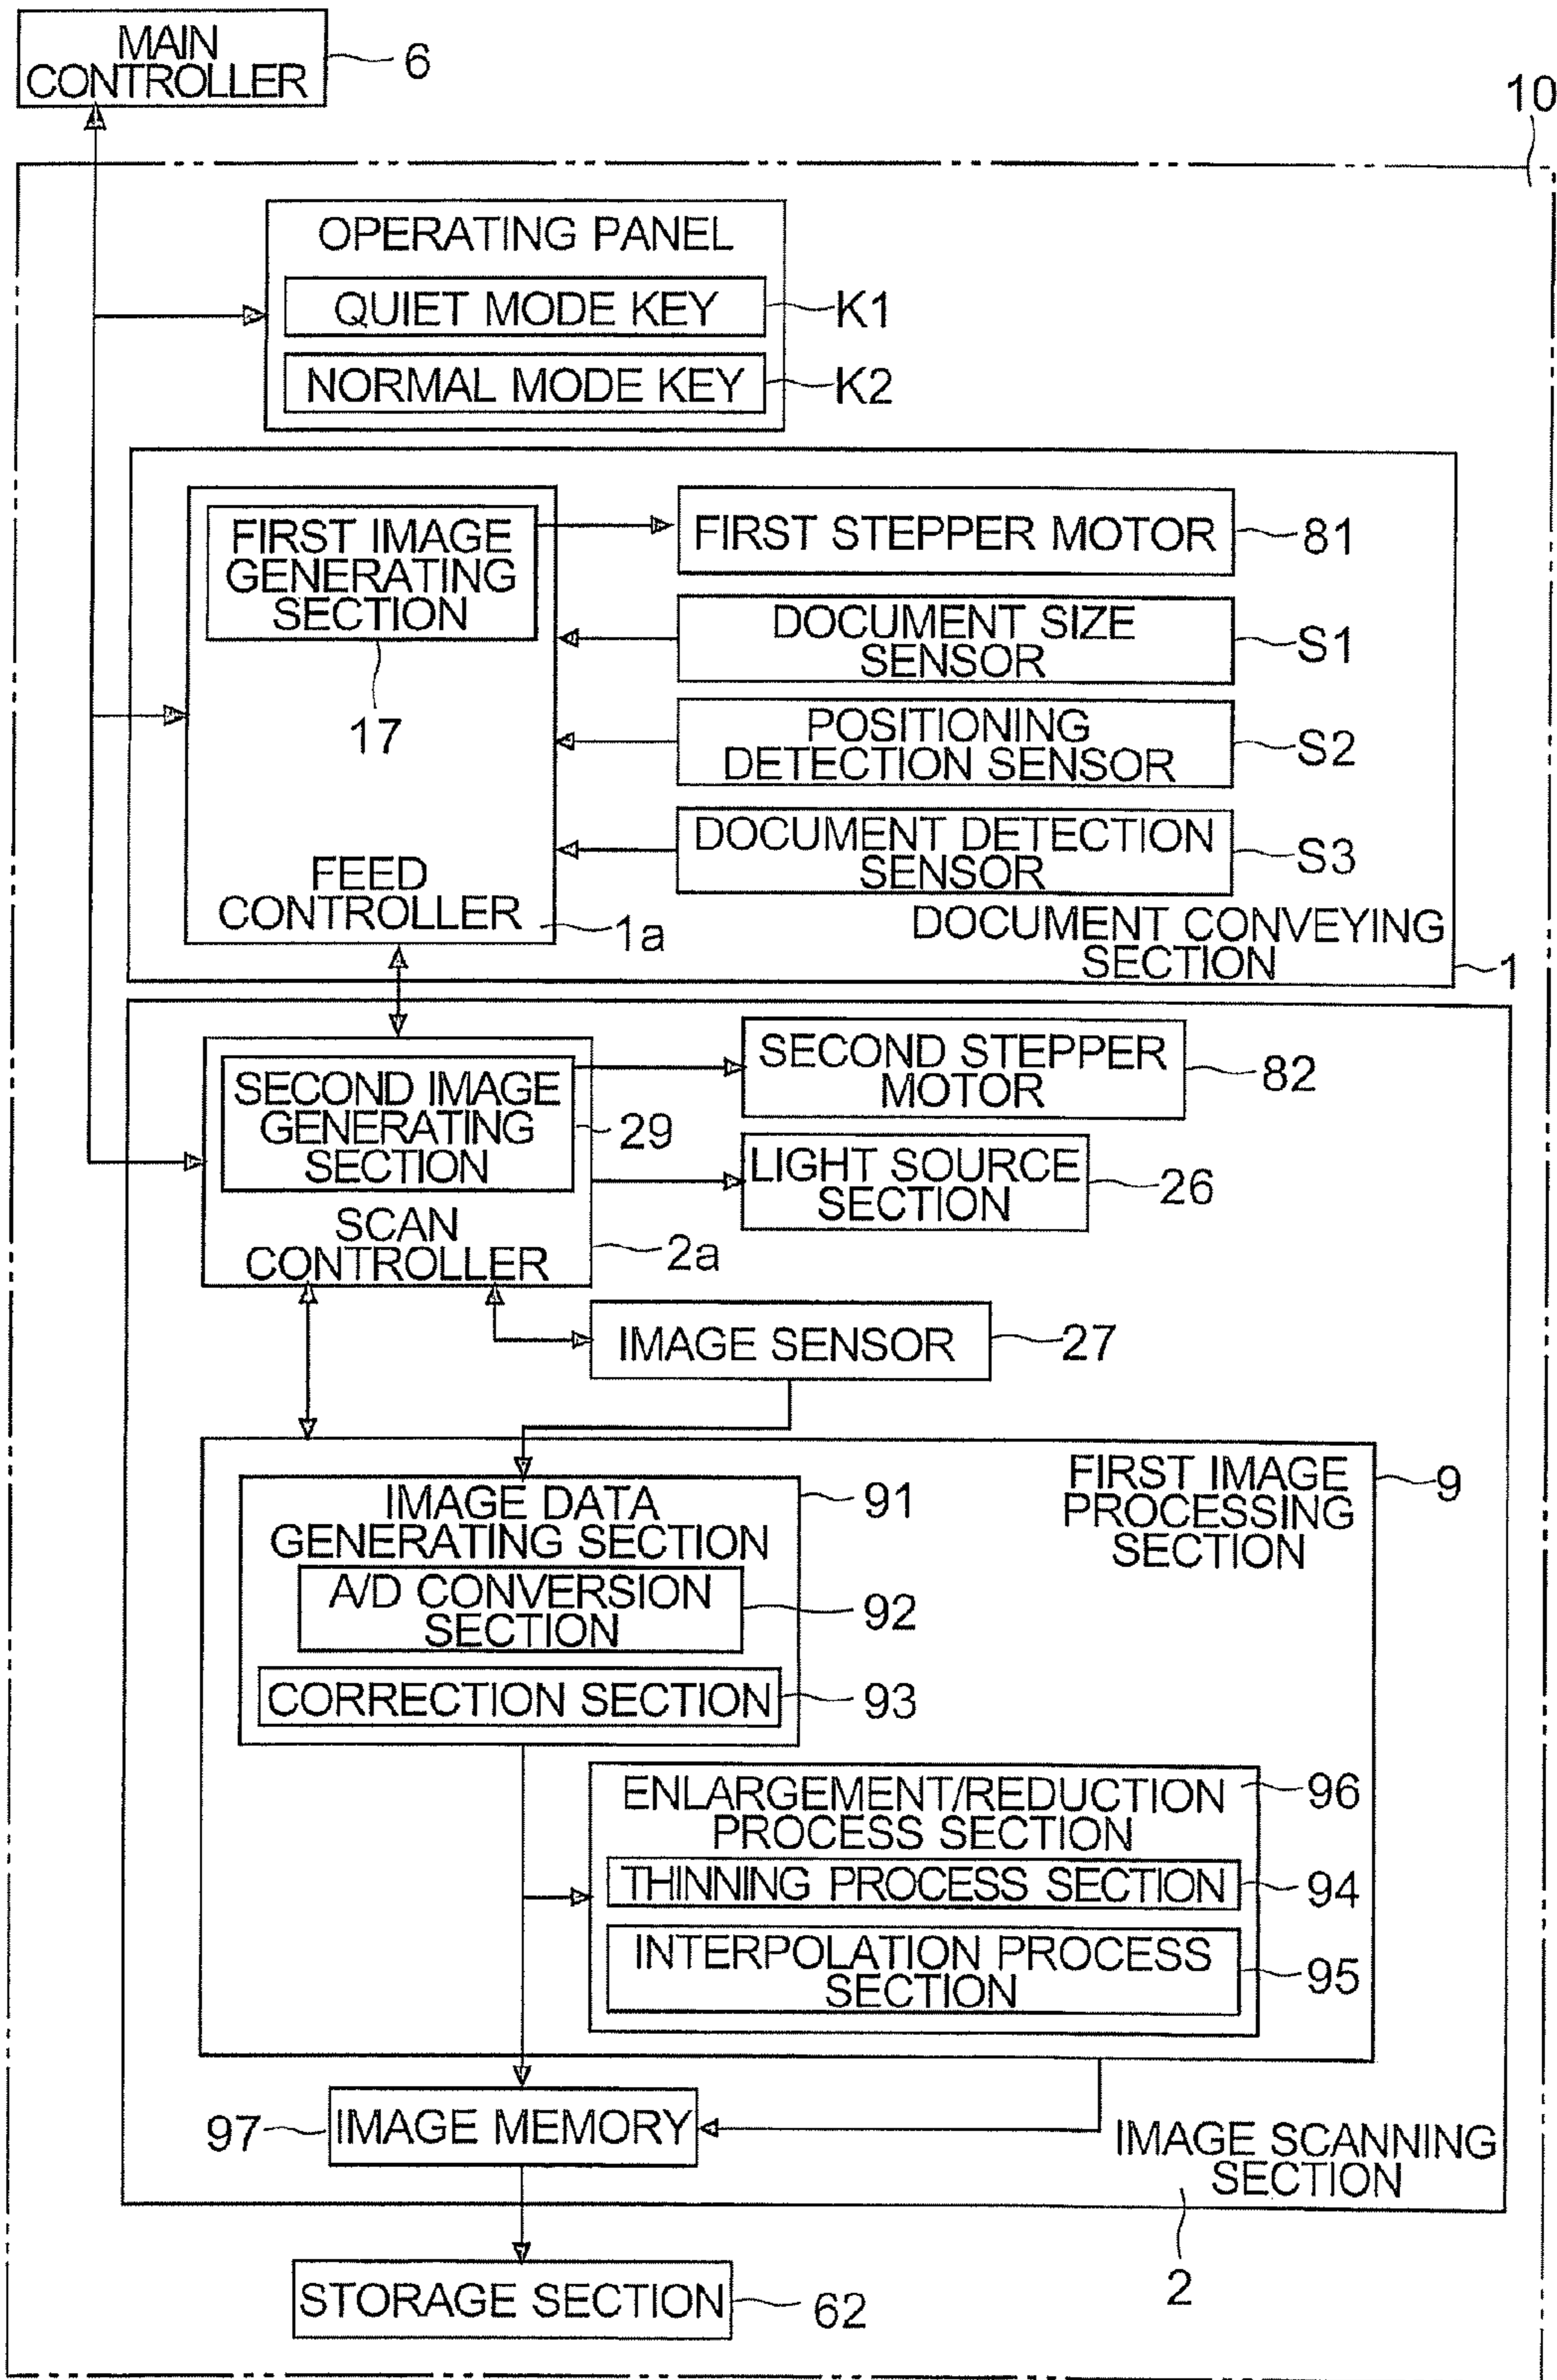 MAIN
CONTROLLER
6
10
OPERATING PANEL
QUIET MODE KEY
K1
NORMAL MODE KEY
K2
FIRST IMAGE
GENERATING
SECTION
17
FIRST STEPPER MOTOR
81
DOCUMENT SIZE
SENSOR
S1
POSITIONING
DETECTION SENSOR
S2
DOCUMENT DETECTION
SENSOR
S3
FEED
CONTROLLER
1a
DOCUMENT CONVEYING
SECTION
1
SECOND IMAGE
GENERATING
SECTION
29
SECOND STEPPER
MOTOR
82
LIGHT SOURCE
SECTION
26
SCAN
CONTROLLER
2a
IMAGE SENSOR
27
FIRST IMAGE
PROCESSING
SECTION
9
IMAGE DATA
GENERATING SECTION
91
A/D CONVERSION
SECTION
92
CORRECTION SECTION
93
ENLARGEMENT/REDUCTION
PROCESS SECTION
96
THINNING PROCESS SECTION
94
INTERPOLATION PROCESS
SECTION
95
97
IMAGE MEMORY
IMAGE SCANNING
SECTION
2
STORAGE SECTION
62